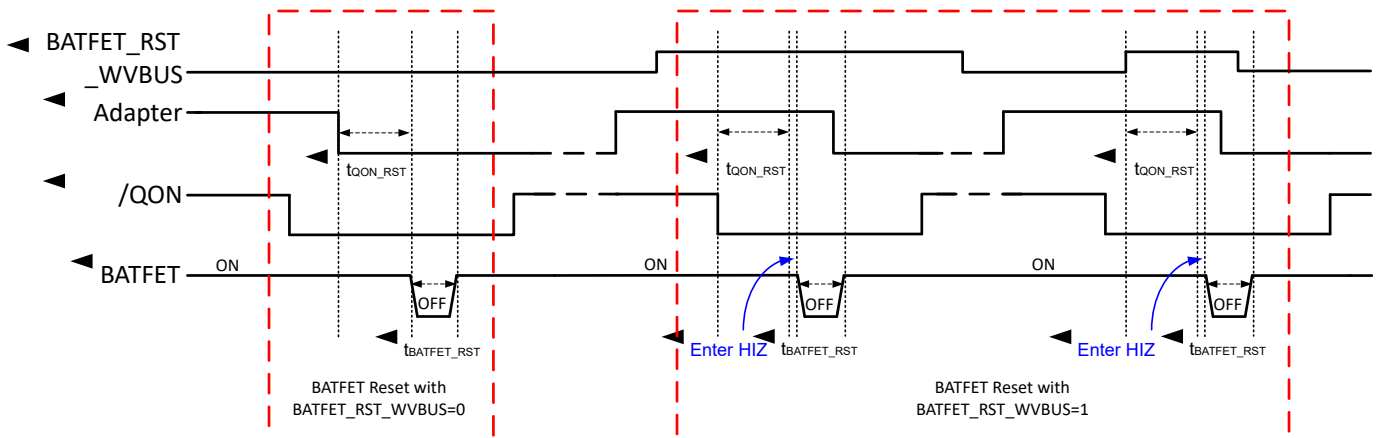 BATFET_RST
_WVBUS
Adapter
tQON_RST
tQON_RST
tQON_RST
/QON
BATFET
ON
ON
ON
OFF
OFF
OFF
tBATFET_RST
Enter HIZ
tBATFET_RST
Enter HIZ
tBATFET_RST
BATFET Reset with
BATFET_RST_WVBUS=0
BATFET Reset with
BATFET_RST_WVBUS=1